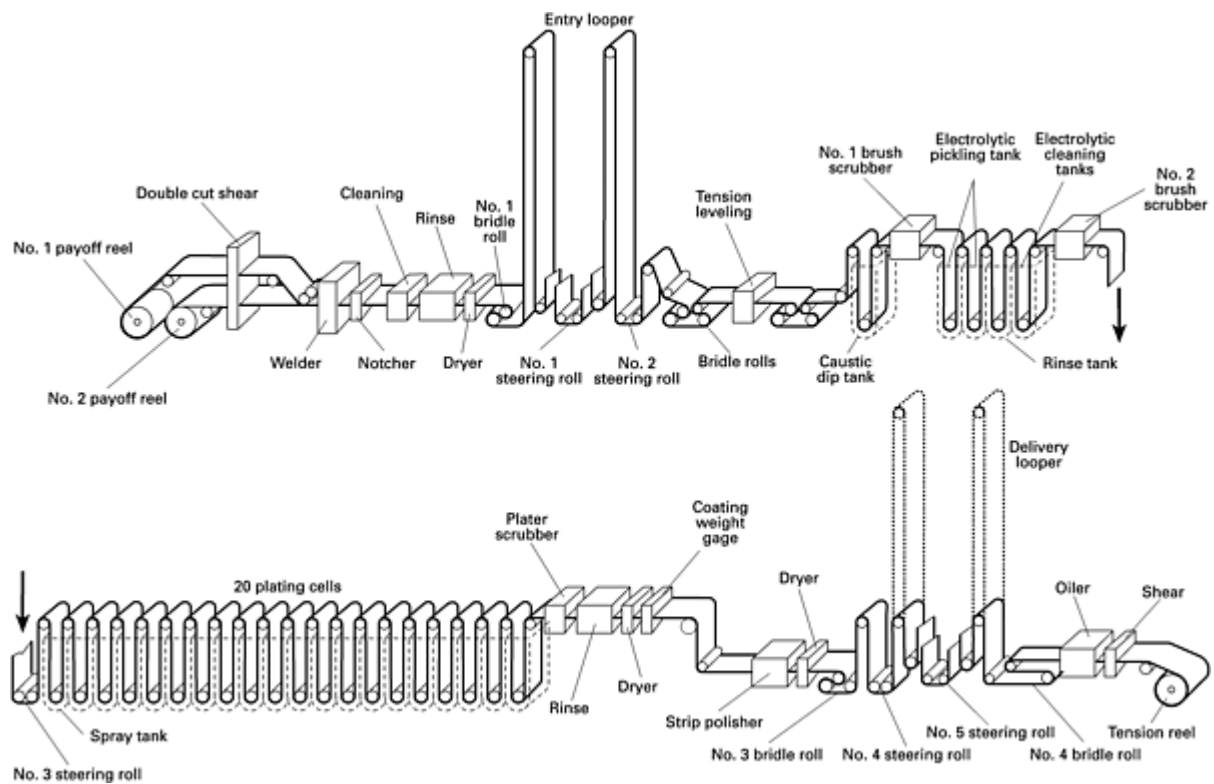 Entry looper
Double cut shear
Cleaning
Rinse
No. 1
bridle
roll
Tension
leveling
No. 1 brush
scrubber
Electrolytic
pickling tank
Electrolytic
cleaning
tanks
No. 2
brush
scrubber
No. 1 payoff reel
Welder
Notcher
Dryer
No. 1
steering roll
No. 2
steering roll
Bridle rolls
Caustic
dip tank
Rinse tank
No. 2 payoff reel
Delivery
looper
Plater
scrubber
Coating
weight
gage
20 plating cells
Dryer
Oiler
Shear
Spray tank
Rinse
Dryer
Strip polisher
No. 3 bridle roll
No. 4 steering roll
No. 5 steering roll
No. 4 bridle roll
Tension reel
No. 3 steering roll